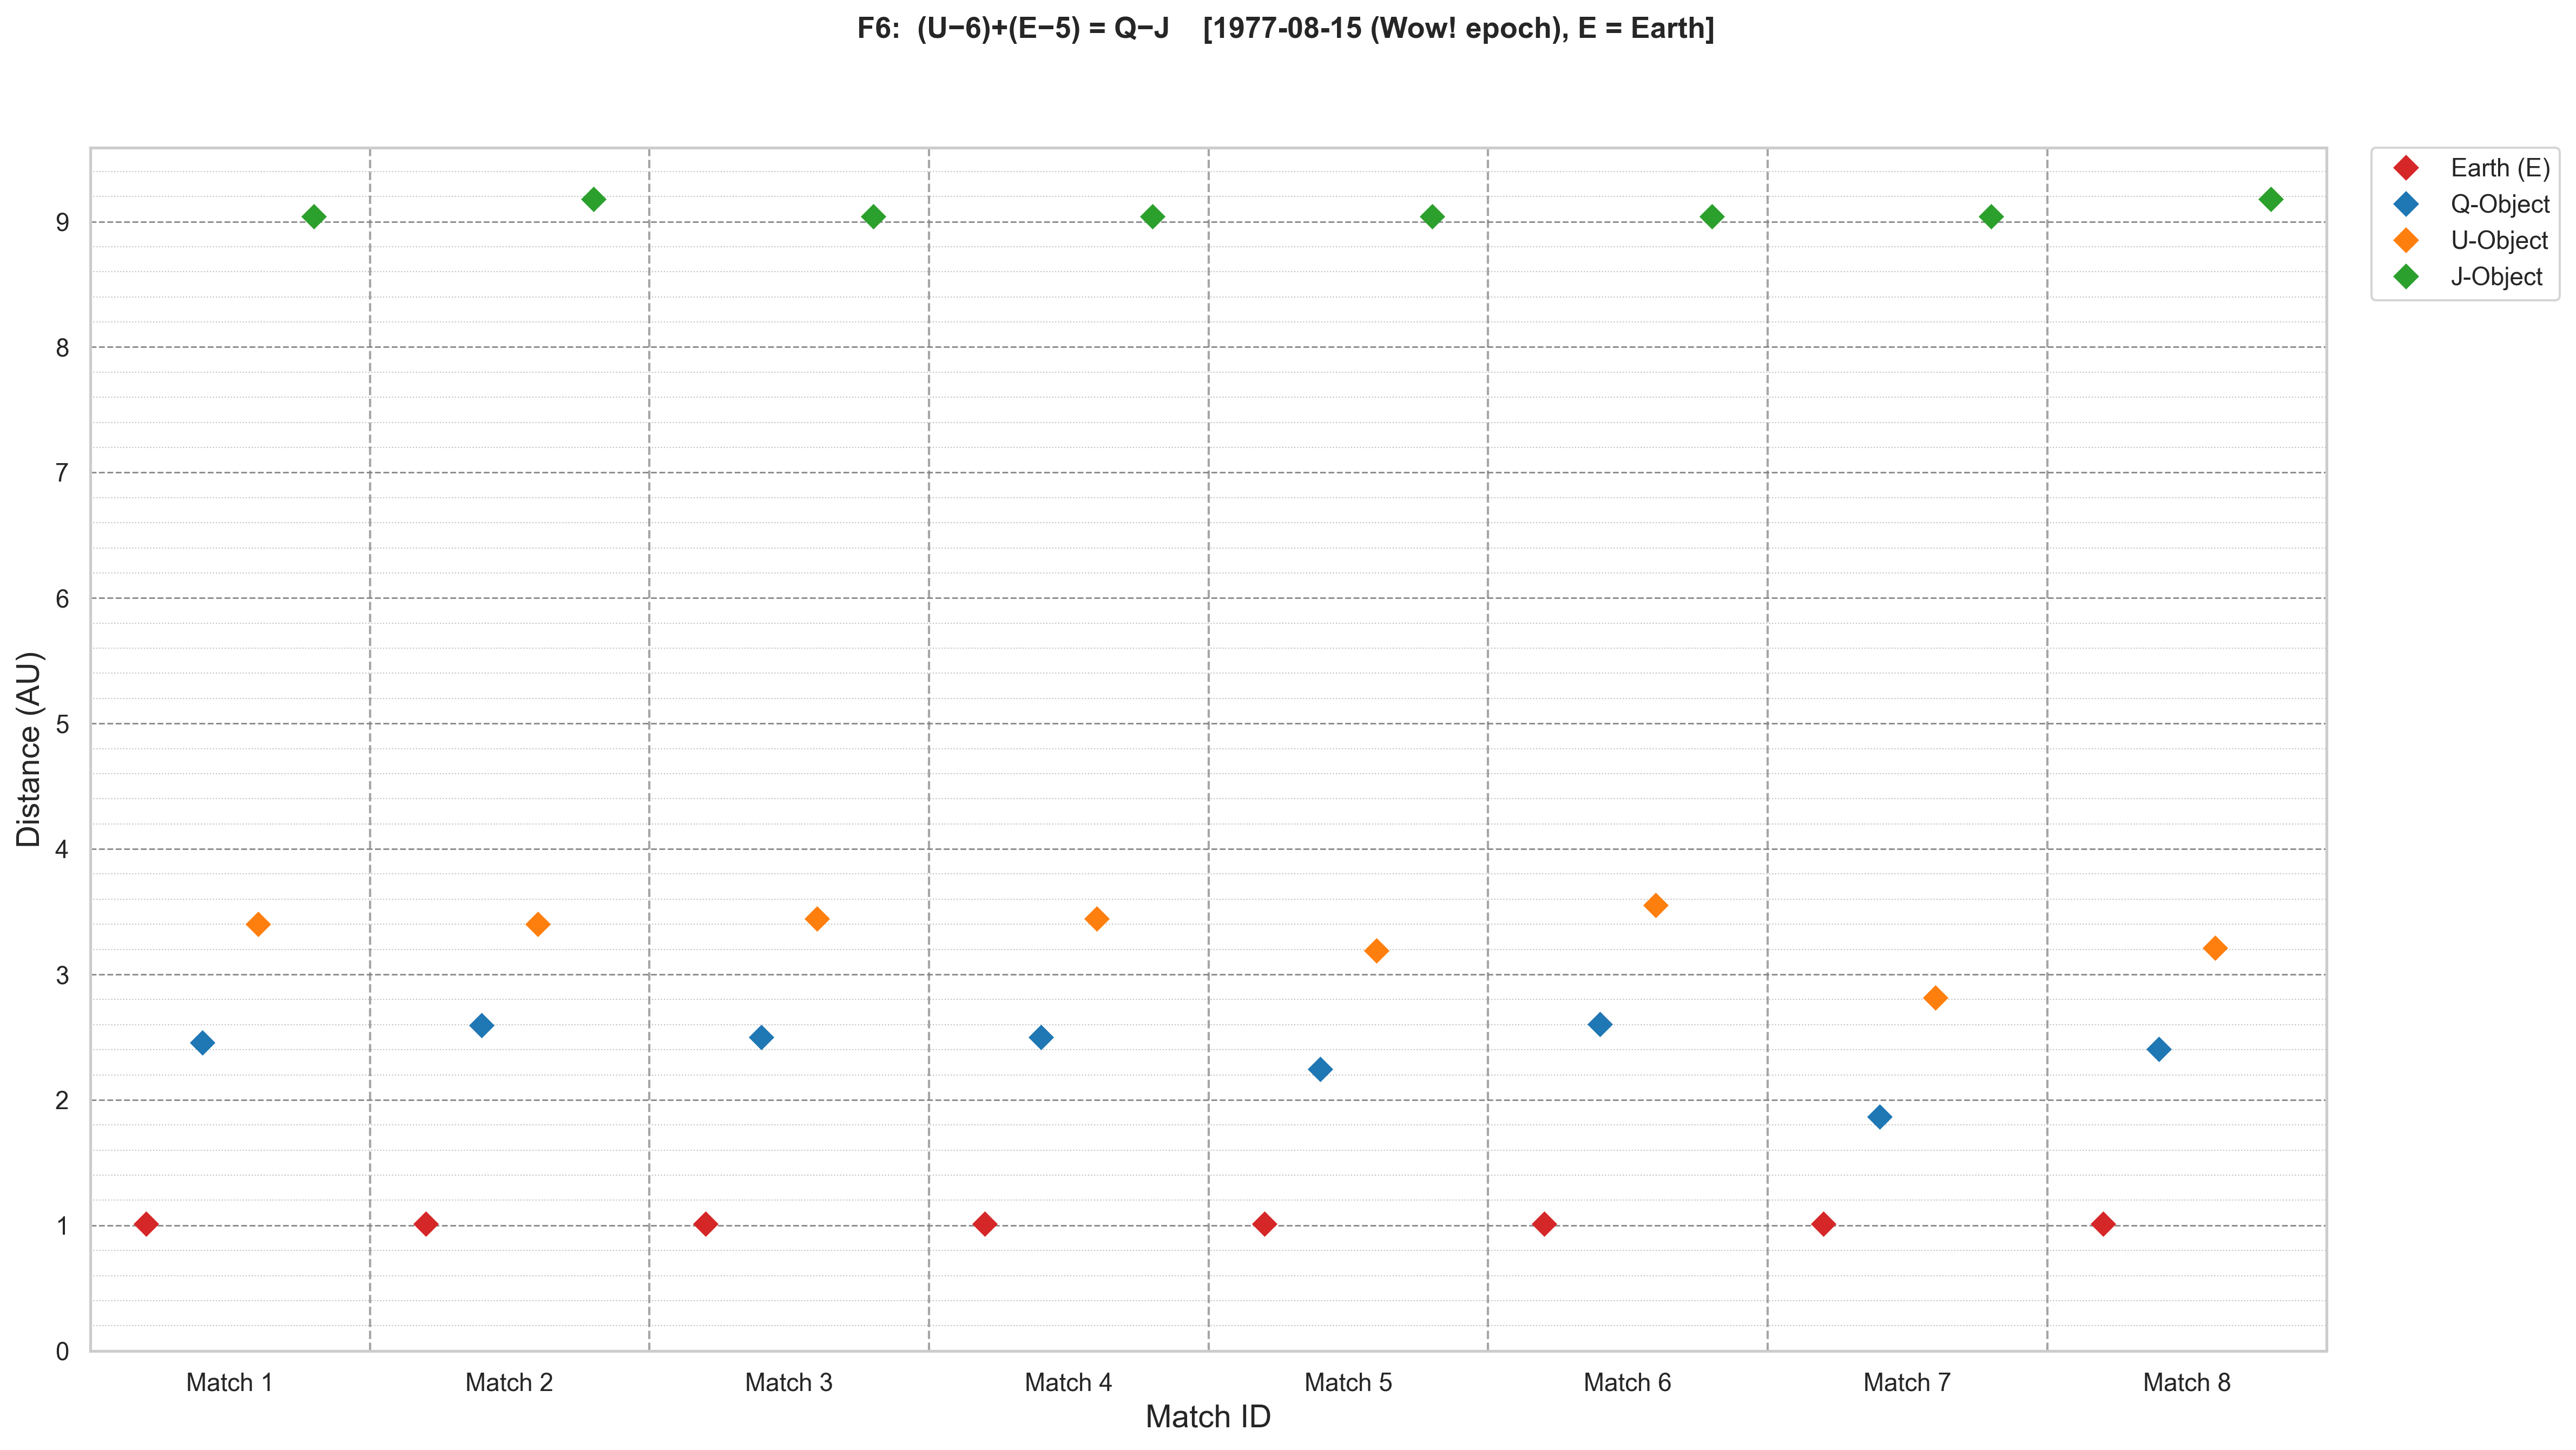 F6:  (U−6)+(E−5) = Q−J    [1977-08-15 (Wow! epoch), E = Earth]
Earth (E)
Q-Object
U-Object
J-Object
Distance (AU)
9
8
7
6
5
4
3
2
1
0
Match 1 Match 2 Match 3 Match 4 Match 5 Match 6 Match 7 Match 8
Match ID